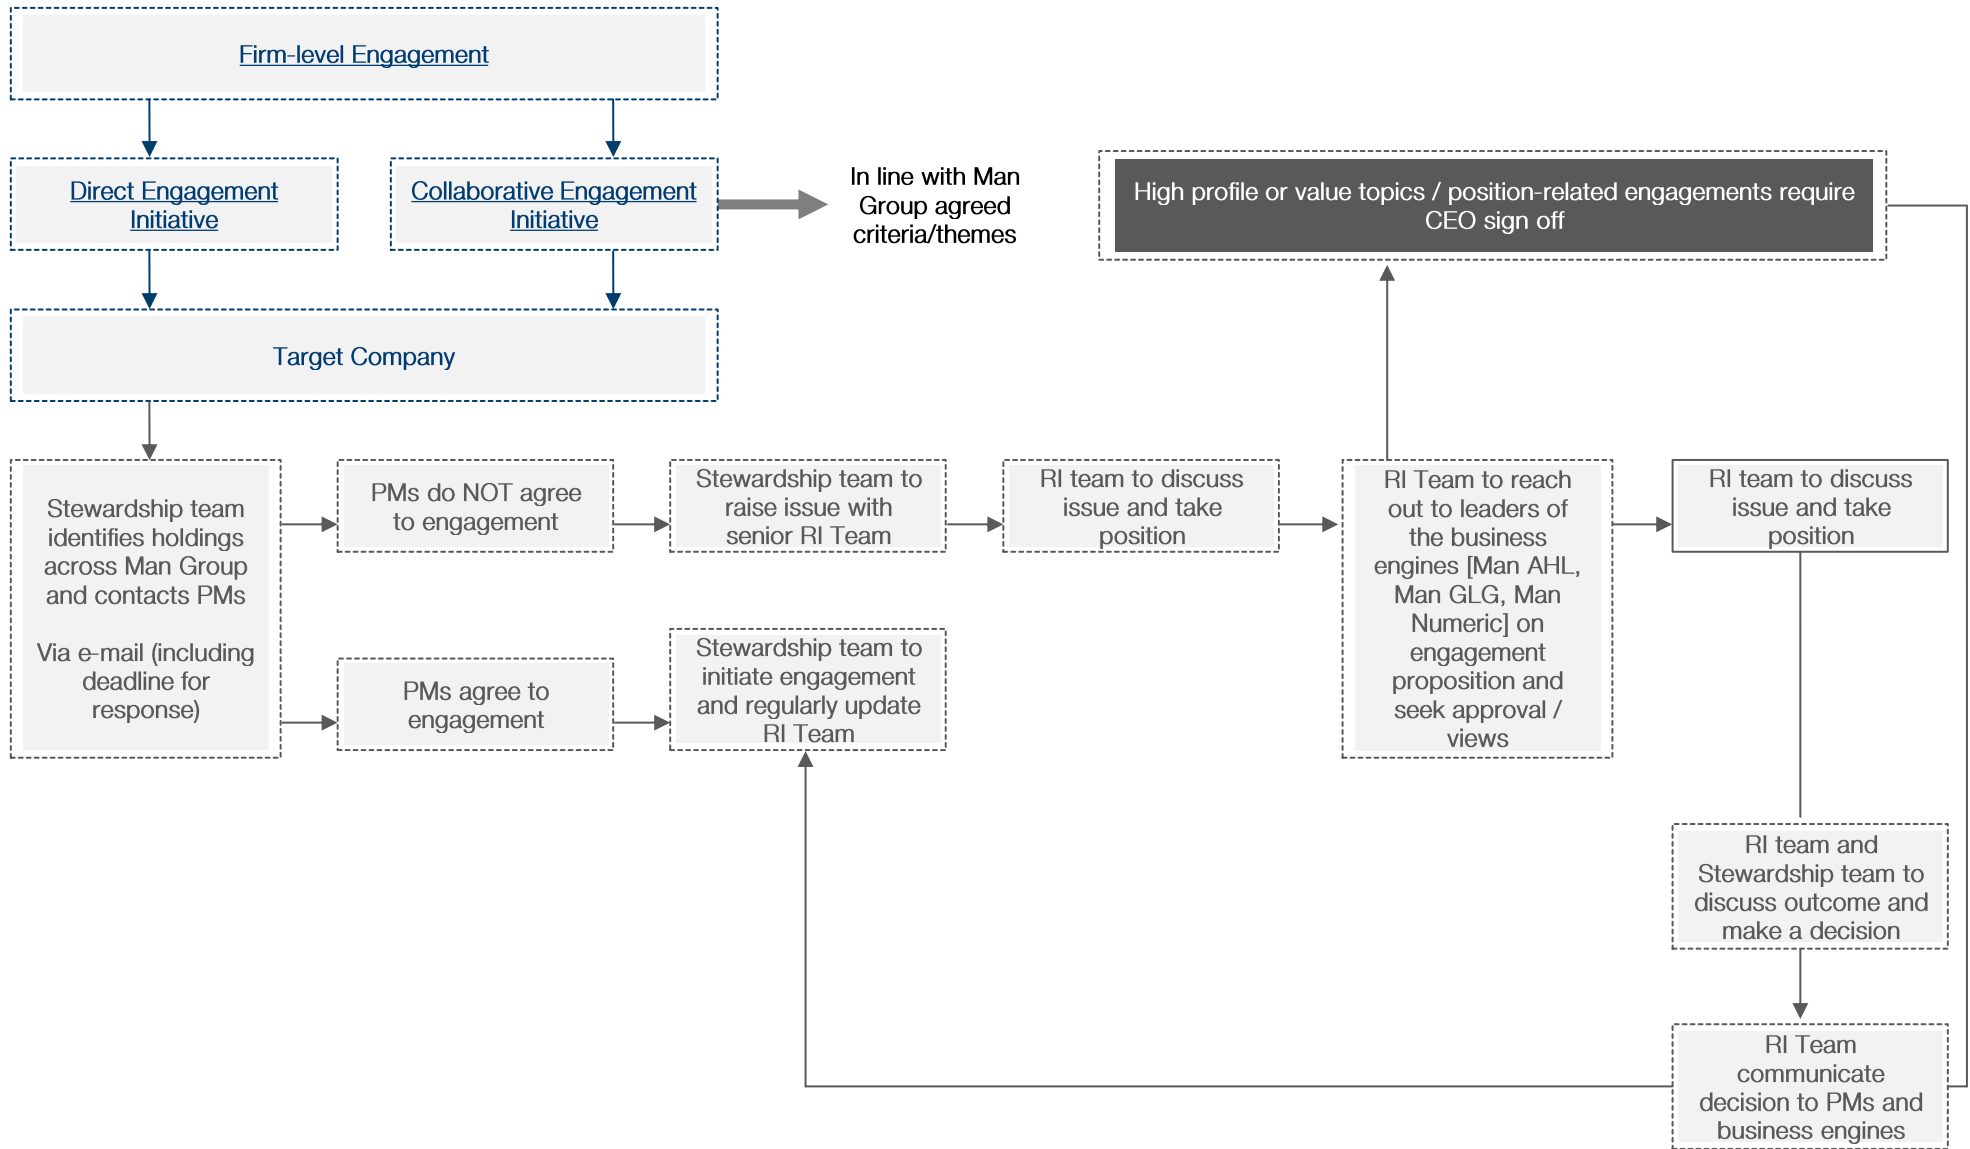 Firm-level Engagement
Direct Engagement
Initiative
Collaborative Engagement
Initiative
In line with Man
Group agreed
criteria/themes
High profile or value topics / position-related engagements require
CEO sign off
Target Company
Stewardship team
identifies holdings
across Man Group
and contacts PMs
Via e-mail (including
deadline for
response)
PMs do NOT agree
to engagement
Stewardship team to
raise issue with
senior RI Team
RI team to discuss
issue and take
position
RI Team to reach
out to leaders of
the business
engines [Man AHL,
Man GLG, Man
Numeric] on
engagement
proposition and
seek approval /
views
RI team to discuss
issue and take
position
PMs agree to
engagement
Stewardship team to
initiate engagement
and regularly update
RI Team
RI team and
Stewardship team to
discuss outcome and
make a decision
RI Team
communicate
decision to PMs and
business engines